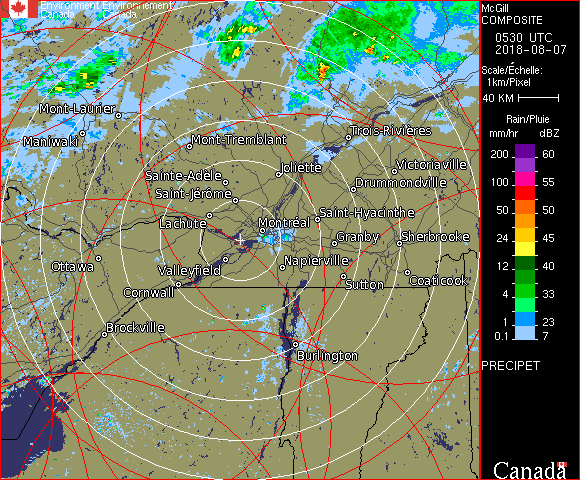 Environment Environnement
Canada Canada
McGill
COMPOSITE
0530 UTC
2018-08-07
Scale/Échelle:
1km/Pixel
40 KM
Rain/Pluie
mm/hr dBZ
200 60
100 55
50 50
24 45
12 40
4 33
1 23
0.1 7
PRECIPET
Canada
Mont-Laurier
Maniwaki
Mont-Tremblant
Trois-Rivières
Sainte-Adèle
Joliette
Victoriaville
Saint-Jérôme
Drummondville
Lachute
Montréal
Saint-Hyacinthe
Granby
Sherbrooke
Ottawa
Valleyfield
Napierville
Cornwall
Sutton
Coaticook
Brockville
Burlington